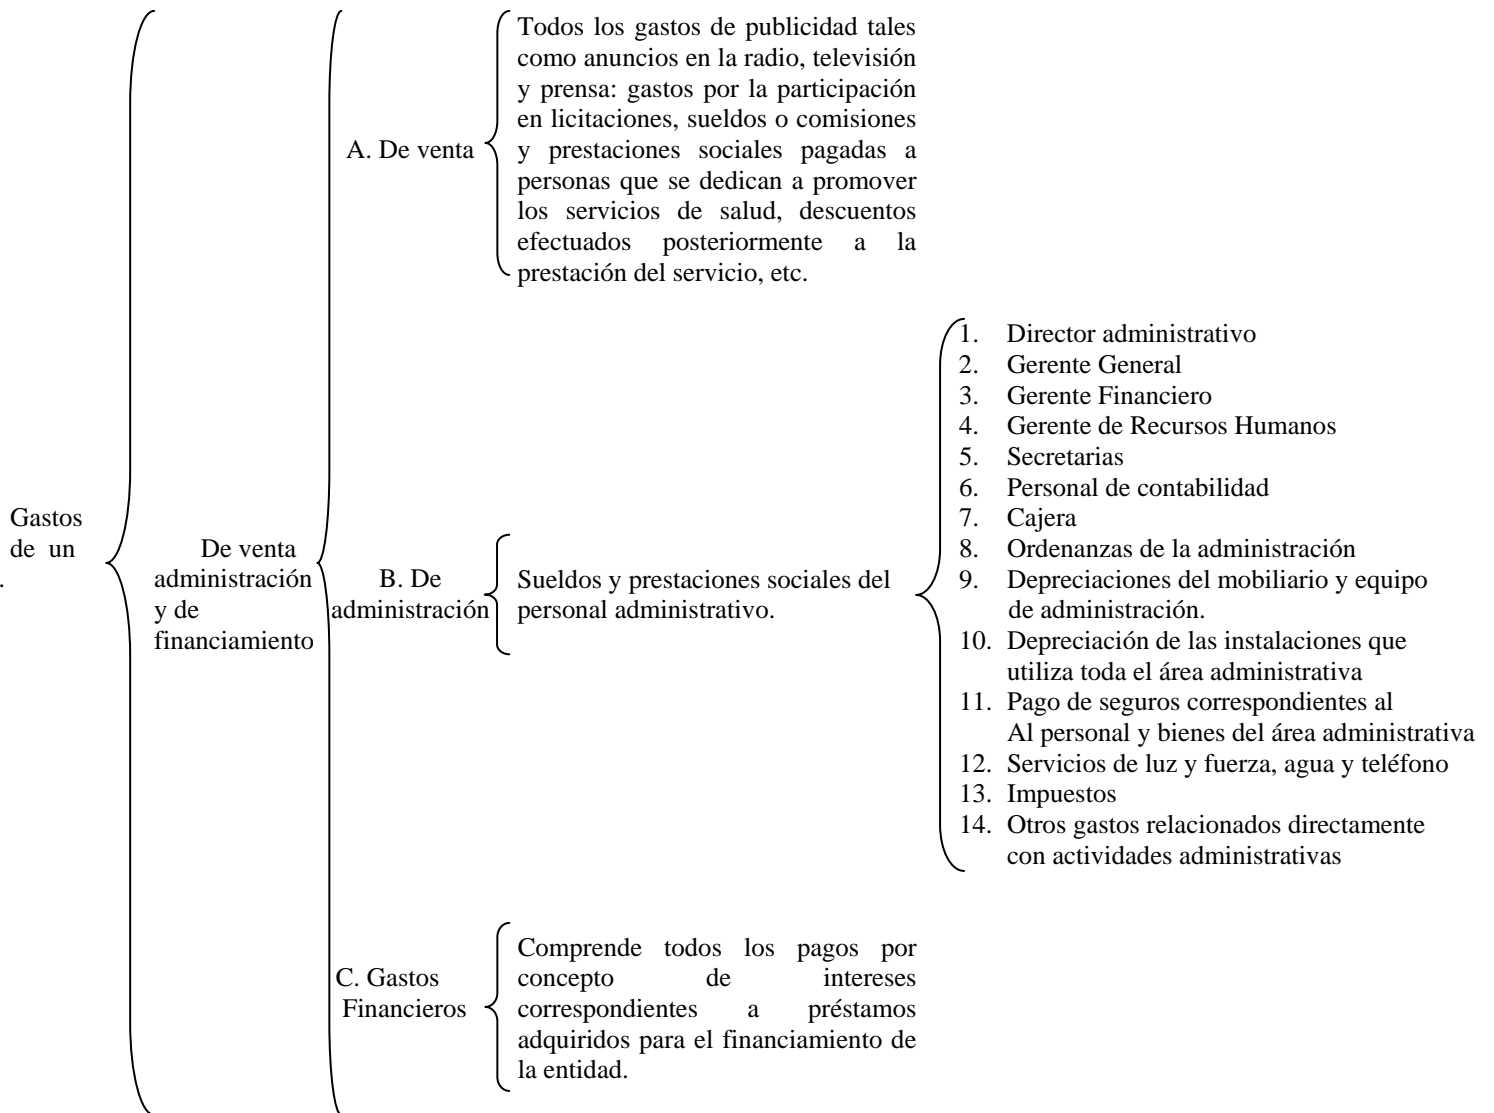 Gastos
de un
.
De venta
administración
y de
financiamiento
A. De venta
Todos los gastos de publicidad tales
como anuncios en la radio, televisión
y prensa: gastos por la participación
en licitaciones, sueldos o comisiones
y prestaciones sociales pagadas a
personas que se dedican a promover
los servicios de salud, descuentos
efectuados posteriormente a la
prestación del servicio, etc.
B. De
administración
Sueldos y prestaciones sociales del
personal administrativo.
1. Director administrativo
2. Gerente General
3. Gerente Financiero
4. Gerente de Recursos Humanos
5. Secretarias
6. Personal de contabilidad
7. Cajera
8. Ordenanzas de la administración
9. Depreciaciones del mobiliario y equipo
de administración.
10. Depreciación de las instalaciones que
utiliza toda el área administrativa
11. Pago de seguros correspondientes al
Al personal y bienes del área administrativa
12. Servicios de luz y fuerza, agua y teléfono
13. Impuestos
14. Otros gastos relacionados directamente
con actividades administrativas
C. Gastos
Financieros
Comprende todos los pagos por
concepto de intereses
correspondientes a préstamos
adquiridos para el financiamiento de
la entidad.